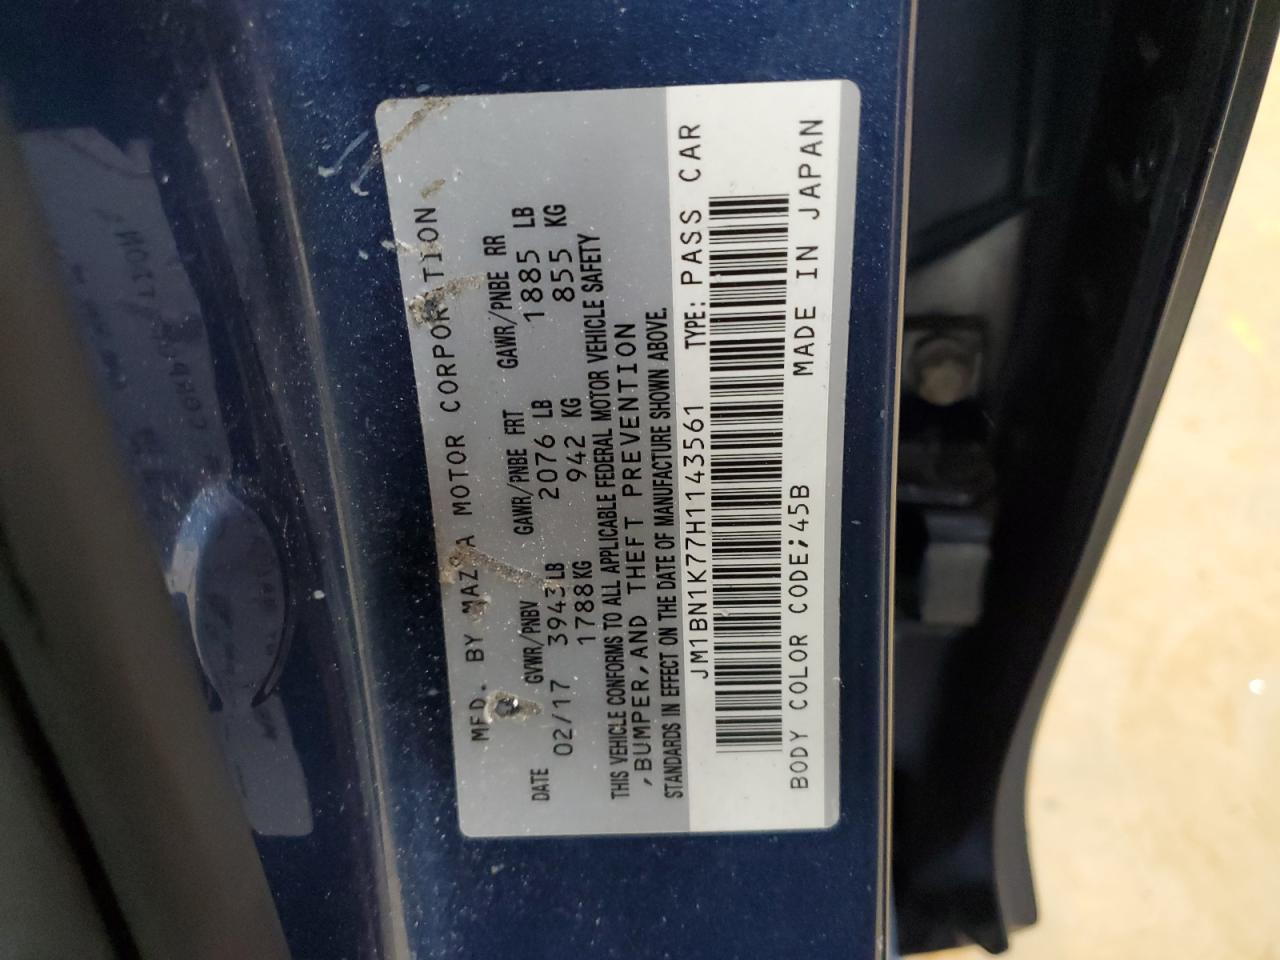 MFD. BY MAZDA MOTOR CORPORATION
DATE GVWR/PNBV GAWR/PNBE FRT GAWR/PNBE RR
02/17 3943LB 2076 LB 1885 LB
1788KG 942 KG 855 KG
THIS VEHICLE CONFORMS TO ALL APPLICABLE FEDERAL MOTOR VEHICLE SAFETY
,BUMPER,AND THEFT PREVENTION
STANDARDS IN EFFECT ON THE DATE OF MANUFACTURE SHOWN ABOVE.
JM1BN1K77H1143561 TYPE: PASS CAR
BODY COLOR CODE;45B MADE IN JAPAN